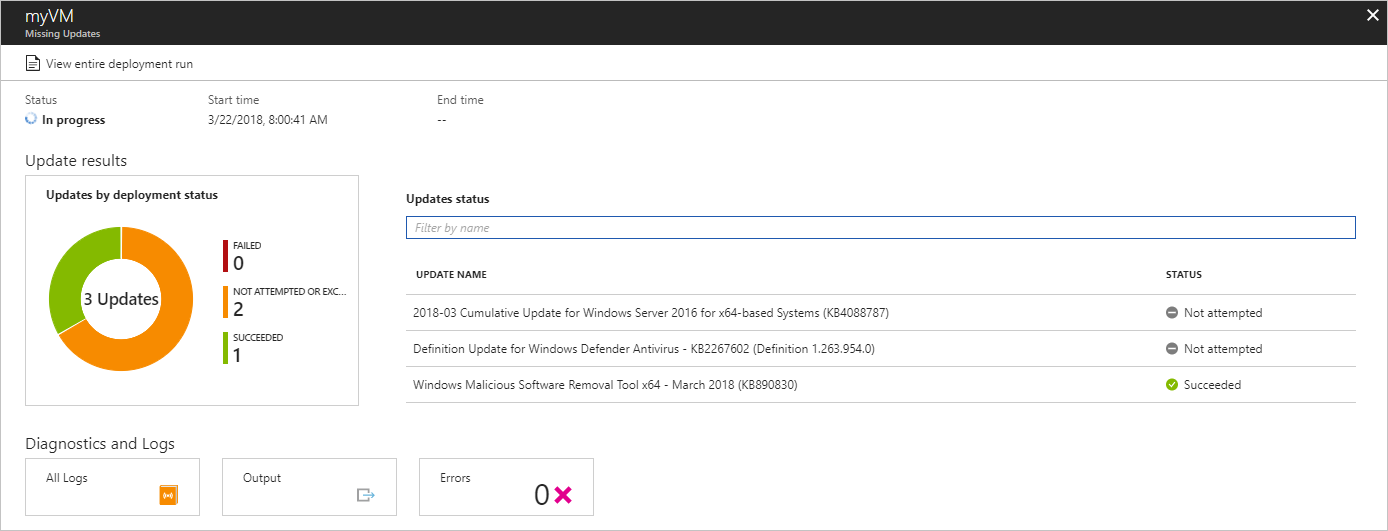 myVM
Missing Updates
View entire deployment run
Status
Start time
End time
In progress
3/22/2018, 8:00:41 AM
--
Update results
Updates by deployment status
3 Updates
FAILED
0
NOT ATTEMPTED OR EXC...
2
SUCCEEDED
1
Updates status
Filter by name
UPDATE NAME
STATUS
2018-03 Cumulative Update for Windows Server 2016 for x64-based Systems (KB4088787)
Not attempted
Definition Update for Windows Defender Antivirus - KB2267602 (Definition 1.263.954.0)
Not attempted
Windows Malicious Software Removal Tool x64 - March 2018 (KB890830)
Succeeded
Diagnostics and Logs
All Logs
Output
Errors
0